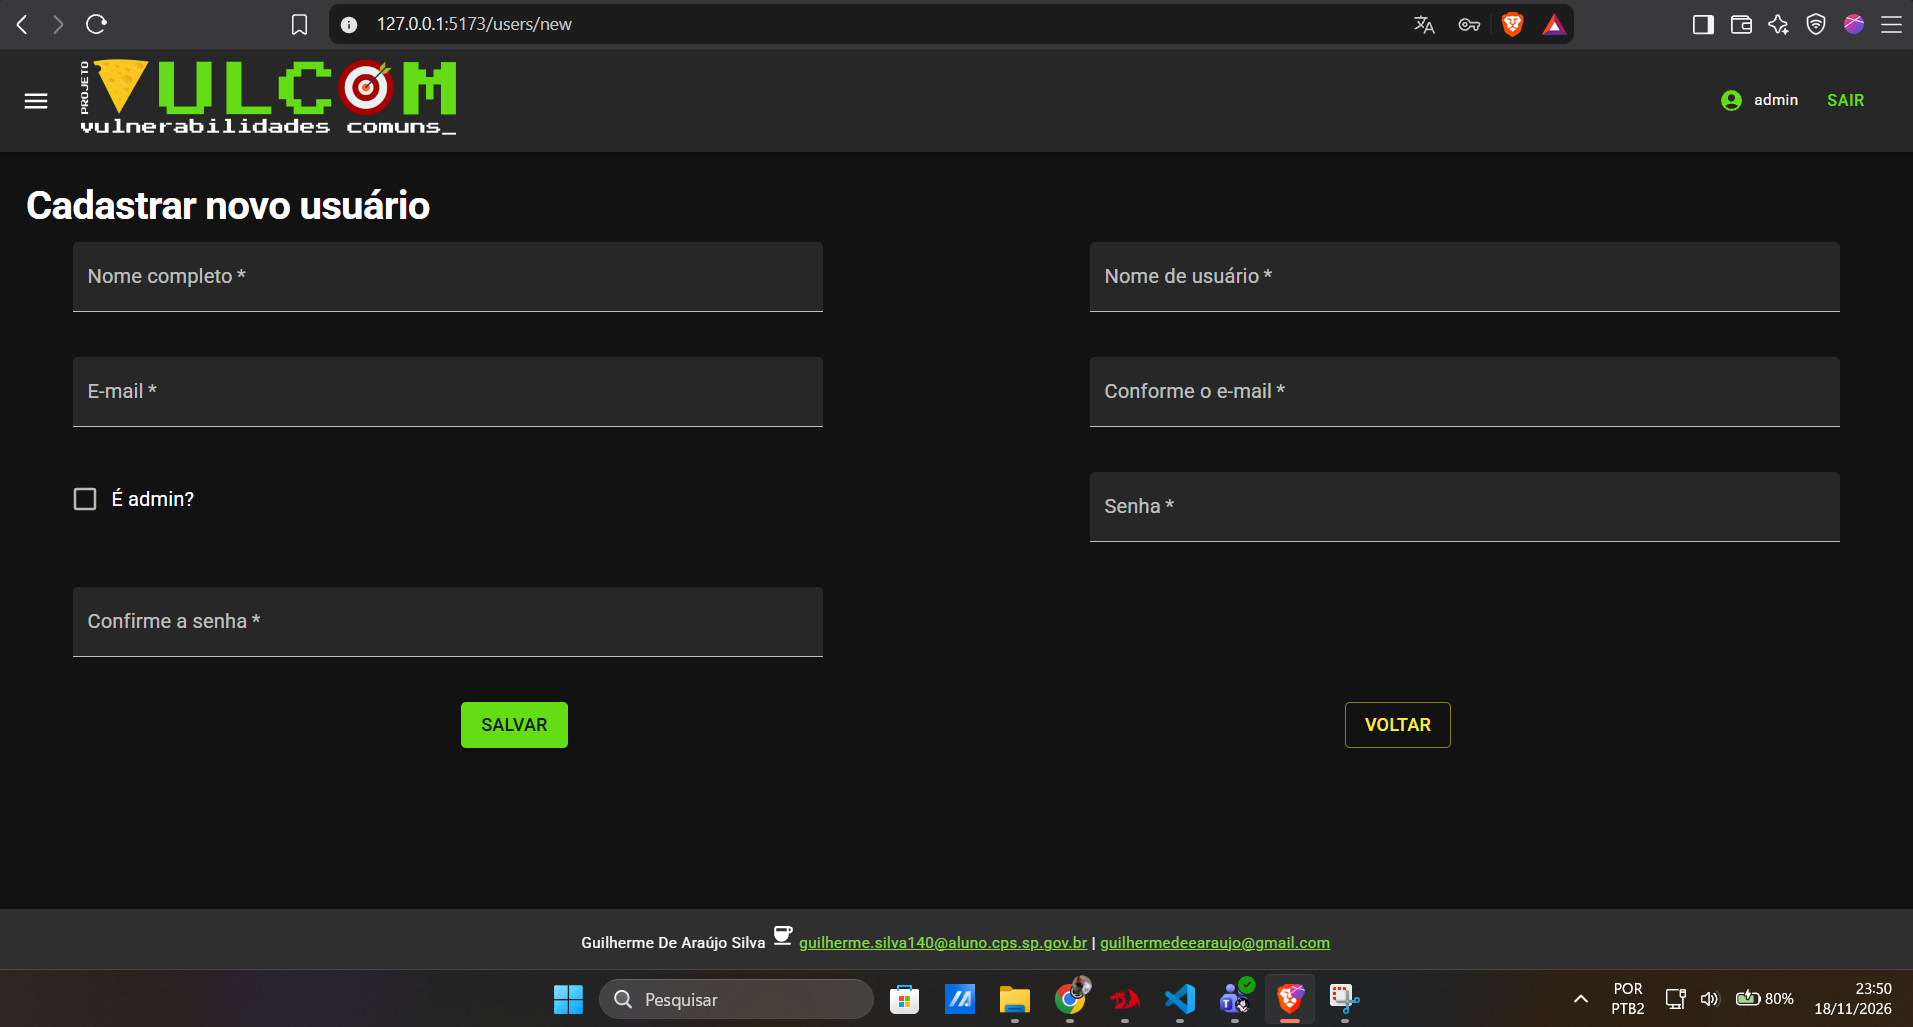 127.0.0.1:5173/users/new
PROJETO
VULCOM
vulnerabilidades comuns_
admin
SAIR
Cadastrar novo usuário
Nome completo *
Nome de usuário *
E-mail *
Conforme o e-mail *
É admin?
Senha *
Confirme a senha *
SALVAR
VOLTAR
Guilherme De Araújo Silva guilherme.silva140@aluno.cps.sp.gov.br | guilhermedeearaujo@gmail.com
Pesquisar
POR
PTB2
80%
23:50
18/11/2026